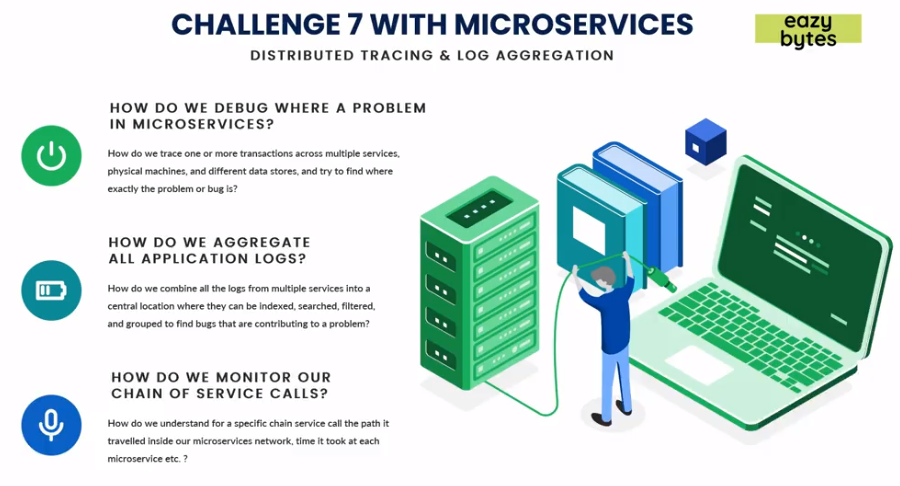 CHALLENGE 7 WITH MICROSERVICES
DISTRIBUTED TRACING & LOG AGGREGATION
eazy
bytes
HOW DO WE DEBUG WHERE A PROBLEM
IN MICROSERVICES?
How do we trace one or more transactions across multiple services,
physical machines, and different data stores, and try to find where
exactly the problem or bug is?
HOW DO WE AGGREGATE
ALL APPLICATION LOGS?
How do we combine all the logs from multiple services into a
central location where they can be indexed, searched, filtered,
and grouped to find bugs that are contributing to a problem?
HOW DO WE MONITOR OUR
CHAIN OF SERVICE CALLS?
How do we understand for a specific chain service call the path it
travelled inside our microservices network, time it took at each
microservice etc. ?